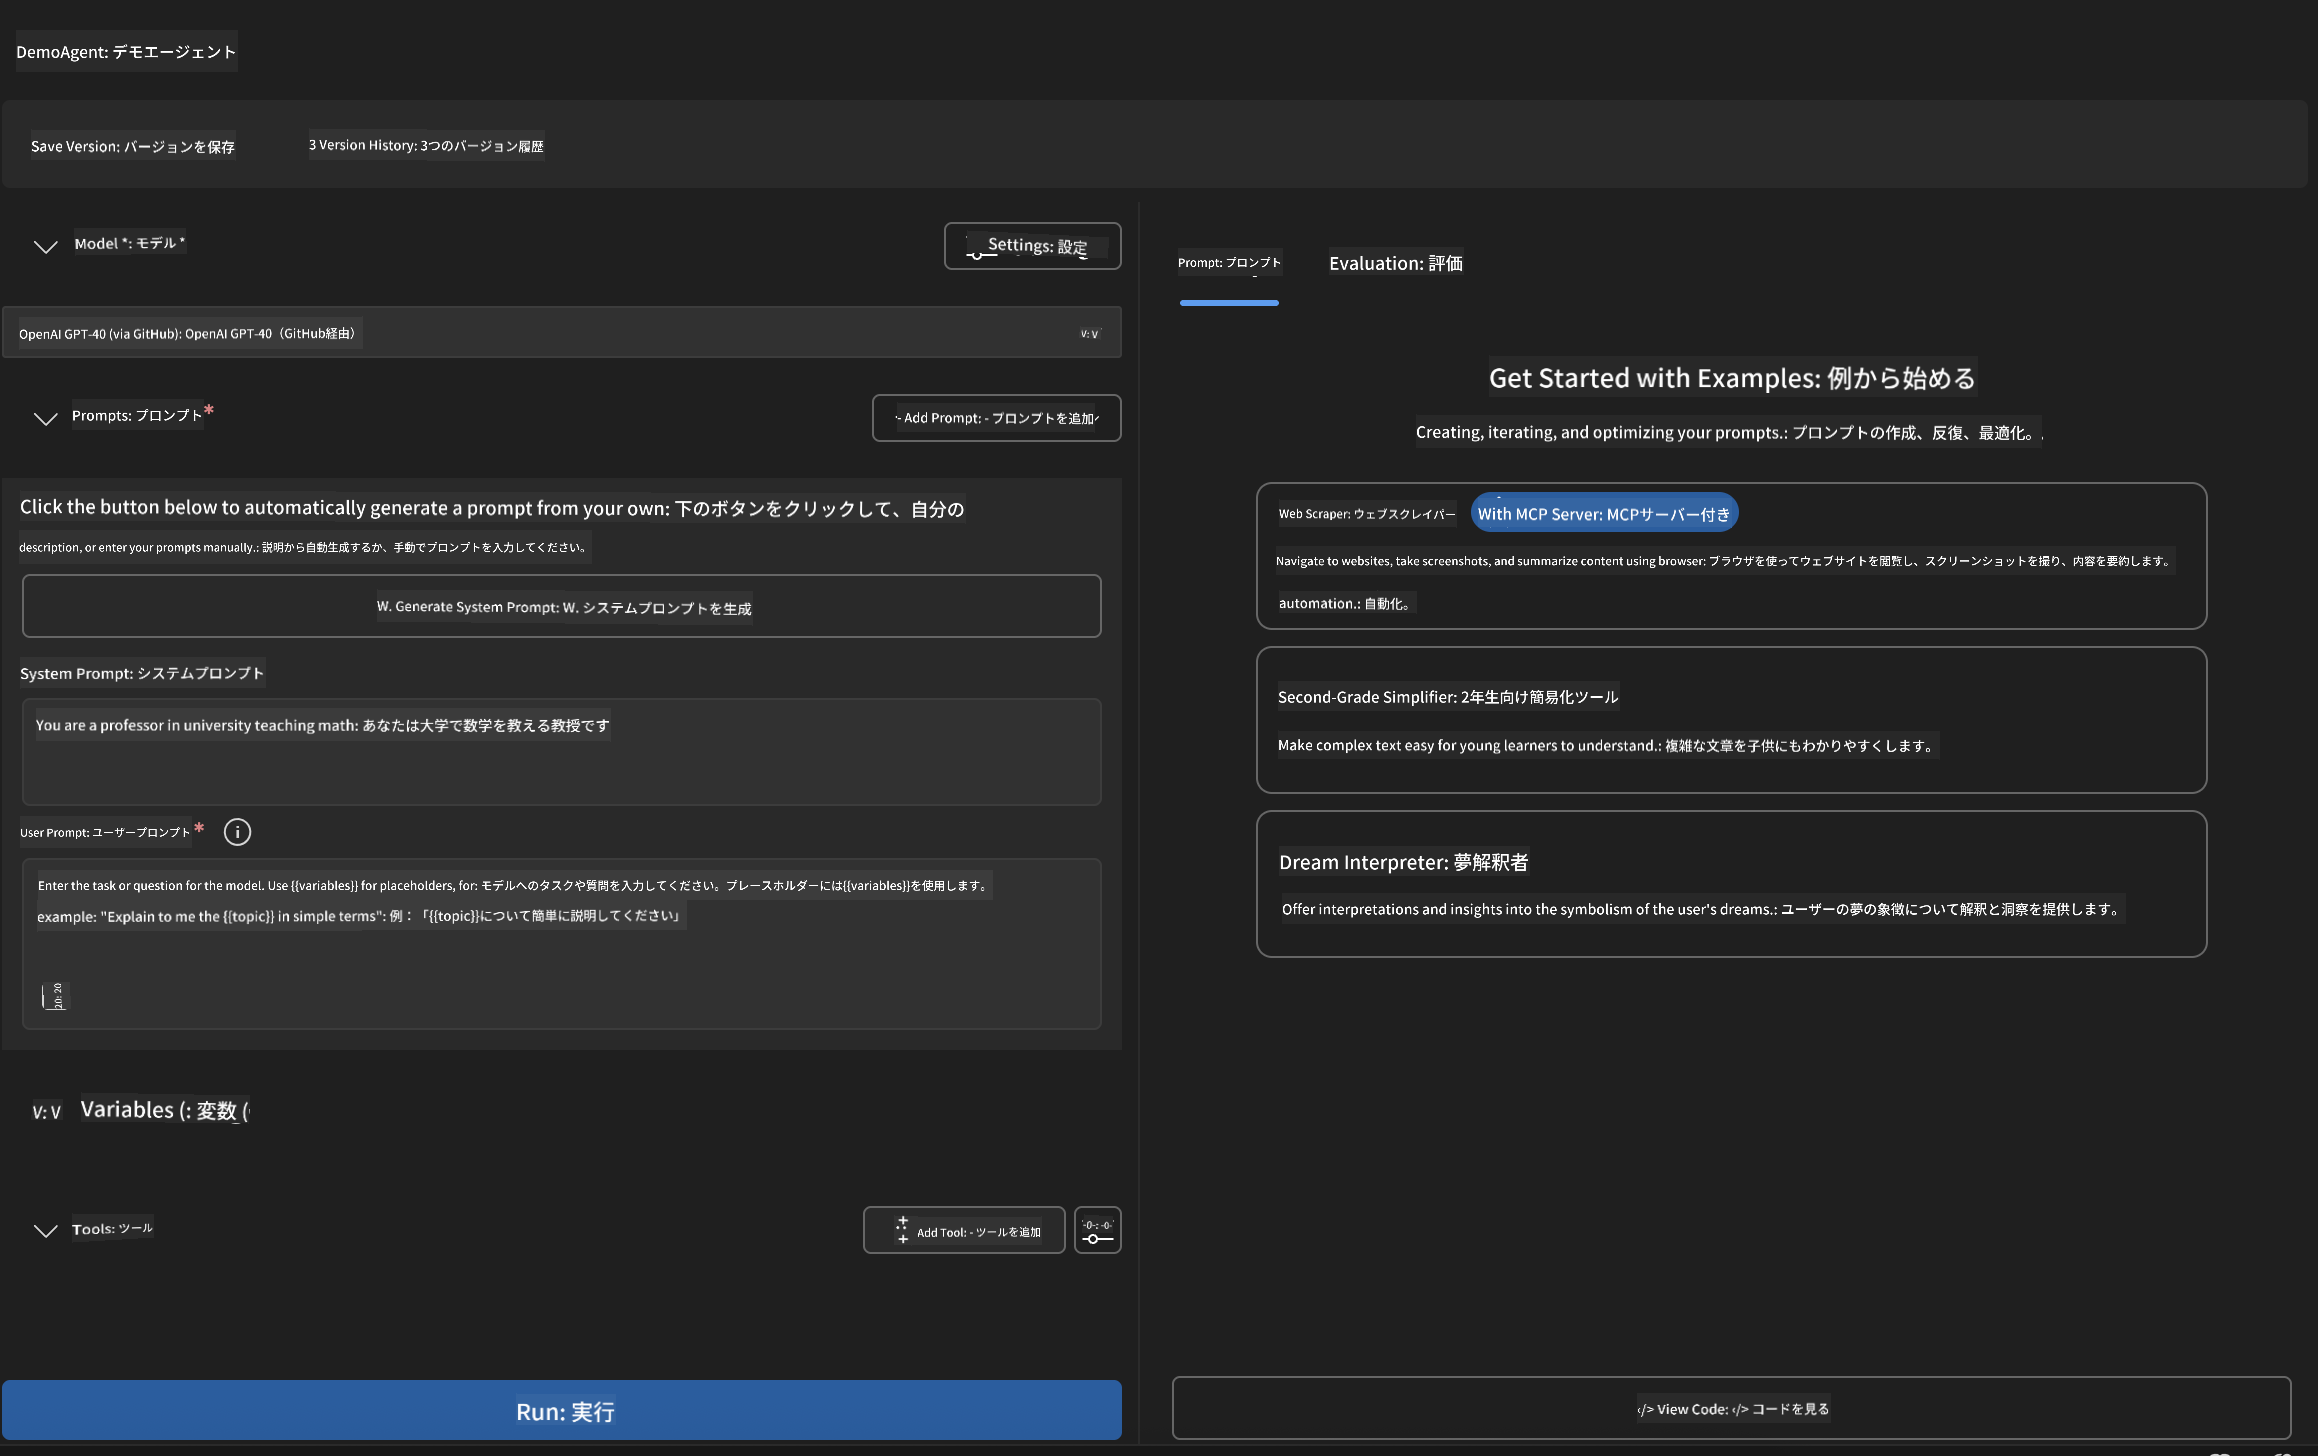 DemoAgent: デモエージェント
Save Version: バージョンを保存
3 Version History: 3つのバージョン履歴
Model *: モデル *
Settings: 設定
OpenAI GPT-40 (via GitHub): OpenAI GPT-40（GitHub経由）
V: V
Prompts: プロンプト*
- Add Prompt: - プロンプトを追加
Click the button below to automatically generate a prompt from your own: 下のボタンをクリックして、自分の
description, or enter your prompts manually.: 説明から自動生成するか、手動でプロンプトを入力してください。
W. Generate System Prompt: W. システムプロンプトを生成
System Prompt: システムプロンプト
You are a professor in university teaching math: あなたは大学で数学を教える教授です
User Prompt: ユーザープロンプト*
Enter the task or question for the model. Use {{variables}} for placeholders, for: モデルへのタスクや質問を入力してください。プレースホルダーには{{variables}}を使用します。
example: "Explain to me the {{topic}} in simple terms": 例：「{{topic}}について簡単に説明してください」
20: 20
V: V
Variables (: 変数 (
Tools: ツール
Add Tool: - ツールを追加
-0-: -0-
Run: 実行
Prompt: プロンプト
Evaluation: 評価
Get Started with Examples: 例から始める
Creating, iterating, and optimizing your prompts.: プロンプトの作成、反復、最適化。
Web Scraper: ウェブスクレイパー
With MCP Server: MCPサーバー付き
Navigate to websites, take screenshots, and summarize content using browser: ブラウザを使ってウェブサイトを閲覧し、スクリーンショットを撮り、内容を要約します。
automation.: 自動化。
Second-Grade Simplifier: 2年生向け簡易化ツール
Make complex text easy for young learners to understand.: 複雑な文章を子供にもわかりやすくします。
Dream Interpreter: 夢解釈者
Offer interpretations and insights into the symbolism of the user's dreams.: ユーザーの夢の象徴について解釈と洞察を提供します。
</> View Code: </> コードを見る